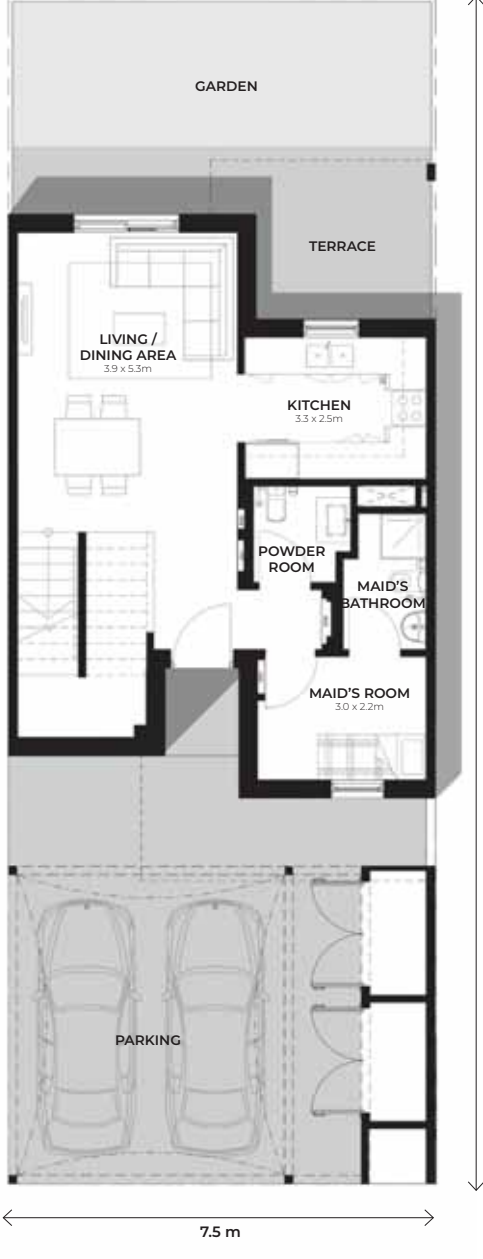 GARDEN
TERRACE
LIVING /
DINING AREA
3.9 x 5.3m
KITCHEN
3.3 x 2.5m
POWDER
ROOM
MAID'S
BATHROOM
MAID'S ROOM
3.0 x 2.2m
PARKING
7.5 m